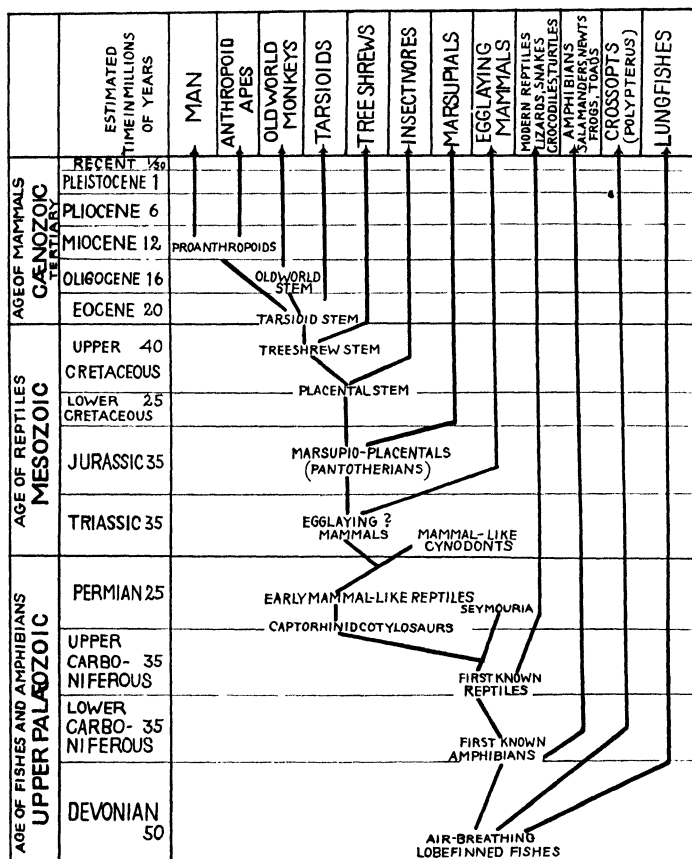 ESTIMATED
TIME IN MILLIONS
OF YEARS
MAN
ANTHROPOID
APES
OLD WORLD
MONKEYS
TARSIOIDS
TREE SHREWS
INSECTIVORES
MARSUPIALS
EGGLAYING
MAMMALS
MODERN REPTILES
LIZARDS, SNAKES
CROCODILES, TURTLES
AMPHIBIANS
SALAMANDERS, NEWTS
FROGS, TOADS
CROSSOPTS
(POLYPTERUS)
LUNGFISHES
AGE OF MAMMALS
CÆNOZOIC
TERTIARY
RECENT 1/50
PLEISTOCENE 1
PLIOCENE 6
MIOCENE 12
PROANTHROPOIDS
OLIGOCENE 16
OLD WORLD
STEM
EOCENE 20
TARSIOID STEM
AGE OF REPTILES
MESOZOIC
UPPER 40
CRETACEOUS
TREESHREW STEM
PLACENTAL STEM
LOWER 25
CRETACEOUS
JURASSIC 35
MARSUPIO-PLACENTALS
(PANTOTHERIANS)
TRIASSIC 35
EGGLAYING ?
MAMMALS
MAMMAL-LIKE
CYNODONTS
AGE OF FISHES AND AMPHIBIANS
UPPER PALÆOZOIC
PERMIAN 25
EARLY MAMMAL-LIKE REPTILES
SEYMOURIA
CAPTORHINID COTYLOSAURS
UPPER
CARBO- 35
NIFEROUS
FIRST KNOWN
REPTILES
LOWER
CARBO- 35
NIFEROUS
FIRST KNOWN
AMPHIBIANS
DEVONIAN
50
AIR-BREATHING
LOBEFINNED FISHES